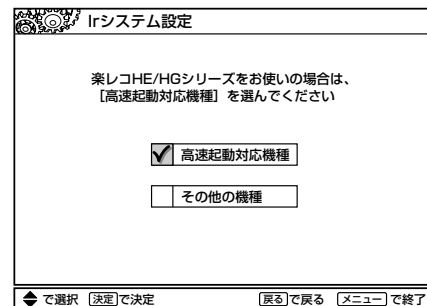 Irシステム設定
楽レコHE/HGシリーズをお使いの場合は、
［高速起動対応機種］を選んでください
高速起動対応機種
その他の機種
で選択 決定で決定 戻るで戻る メニューで終了